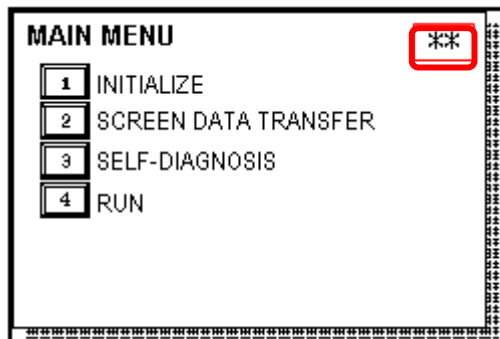 MAIN MENU **
1 INITIALIZE
2 SCREEN DATA TRANSFER
3 SELF-DIAGNOSIS
4 RUN